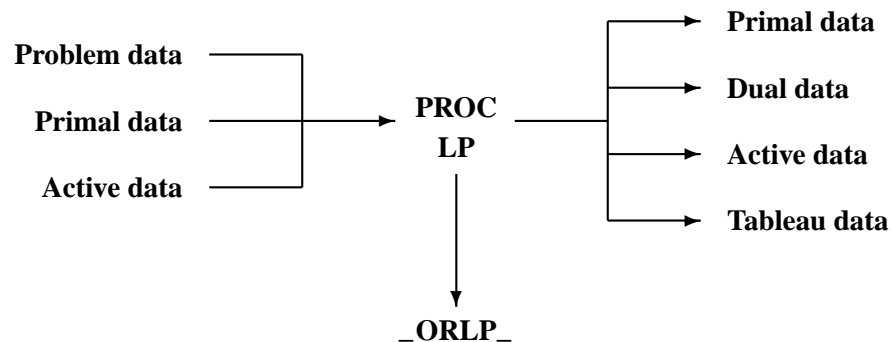 Problem data
Primal data
Active data
PROC
LP
_ORLP_
Primal data
Dual data
Active data
Tableau data